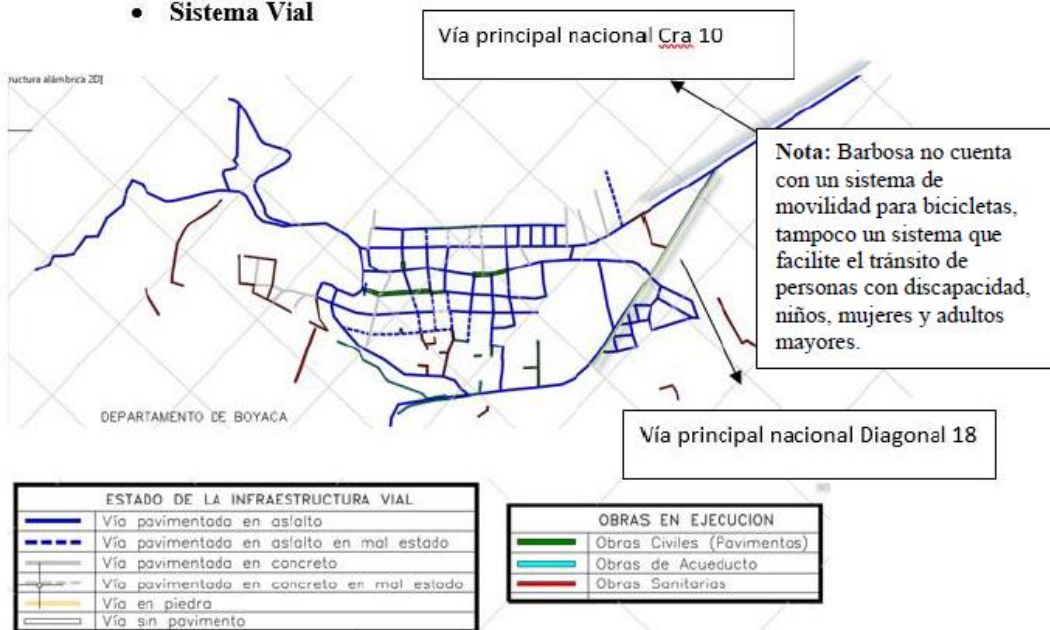 • Sistema Vial
Vía principal nacional Cra 10
ructura alámbrica 2D]
Nota: Barbosa no cuenta
con un sistema de
movilidad para bicicletas,
tampoco un sistema que
facilite el tránsito de
personas con discapacidad,
niños, mujeres y adultos
mayores.
DEPARTAMENTO DE BOYACA
Vía principal nacional Diagonal 18
ESTADO DE LA INFRAESTRUCTURA VIAL
Vía pavimentada en asfalto
Vía pavimentada en asfalto en mal estado
Vía pavimentada en concreto
Vía pavimentada en concreto en mal estado
Vía en piedra
Vía sin pavimento
OBRAS EN EJECUCION
Obras Civiles (Pavimentos)
Obras de Acueducto
Obras Sanitarias